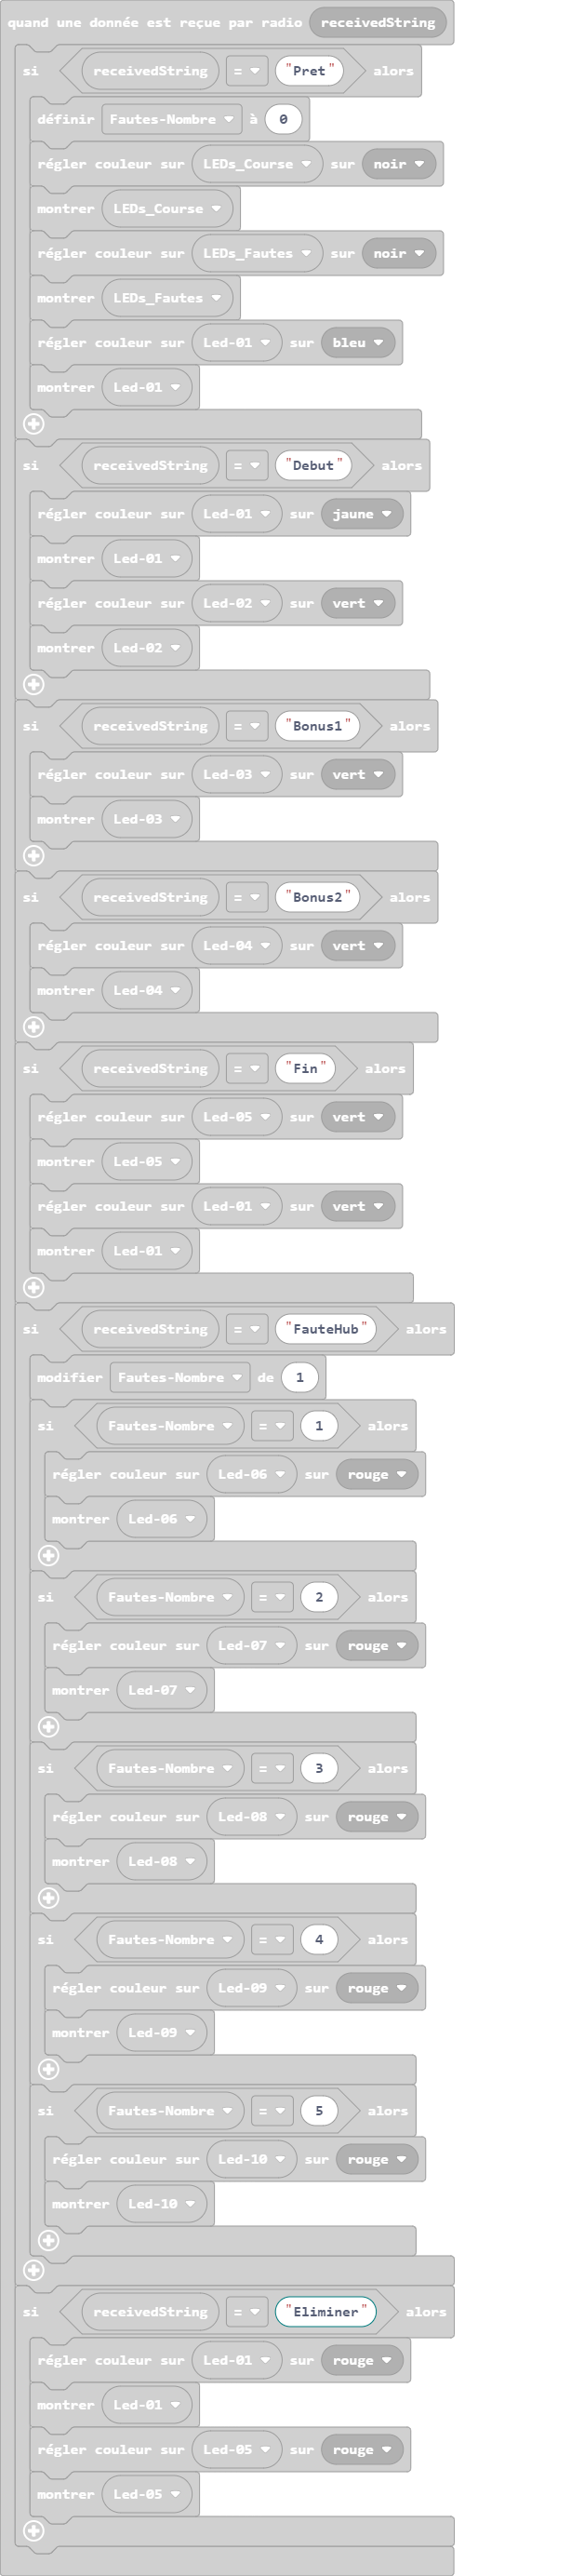 quand une donnée est reçue par radio receivedString
si receivedString = "Pret" alors
définir Fautes-Nombre à 0
régler couleur sur LEDs_Course sur noir
montrer LEDs_Course
régler couleur sur LEDs_Fautes sur noir
montrer LEDs_Fautes
régler couleur sur Led-01 sur bleu
montrer Led-01
si receivedString = "Debut" alors
régler couleur sur Led-01 sur jaune
montrer Led-01
régler couleur sur Led-02 sur vert
montrer Led-02
si receivedString = "Bonus1" alors
régler couleur sur Led-03 sur vert
montrer Led-03
si receivedString = "Bonus2" alors
régler couleur sur Led-04 sur vert
montrer Led-04
si receivedString = "Fin" alors
régler couleur sur Led-05 sur vert
montrer Led-05
régler couleur sur Led-01 sur vert
montrer Led-01
si receivedString = "FauteHub" alors
modifier Fautes-Nombre de 1
si Fautes-Nombre = 1 alors
régler couleur sur Led-06 sur rouge
montrer Led-06
si Fautes-Nombre = 2 alors
régler couleur sur Led-07 sur rouge
montrer Led-07
si Fautes-Nombre = 3 alors
régler couleur sur Led-08 sur rouge
montrer Led-08
si Fautes-Nombre = 4 alors
régler couleur sur Led-09 sur rouge
montrer Led-09
si Fautes-Nombre = 5 alors
régler couleur sur Led-10 sur rouge
montrer Led-10
si receivedString = "Eliminer" alors
régler couleur sur Led-01 sur rouge
montrer Led-01
régler couleur sur Led-05 sur rouge
montrer Led-05